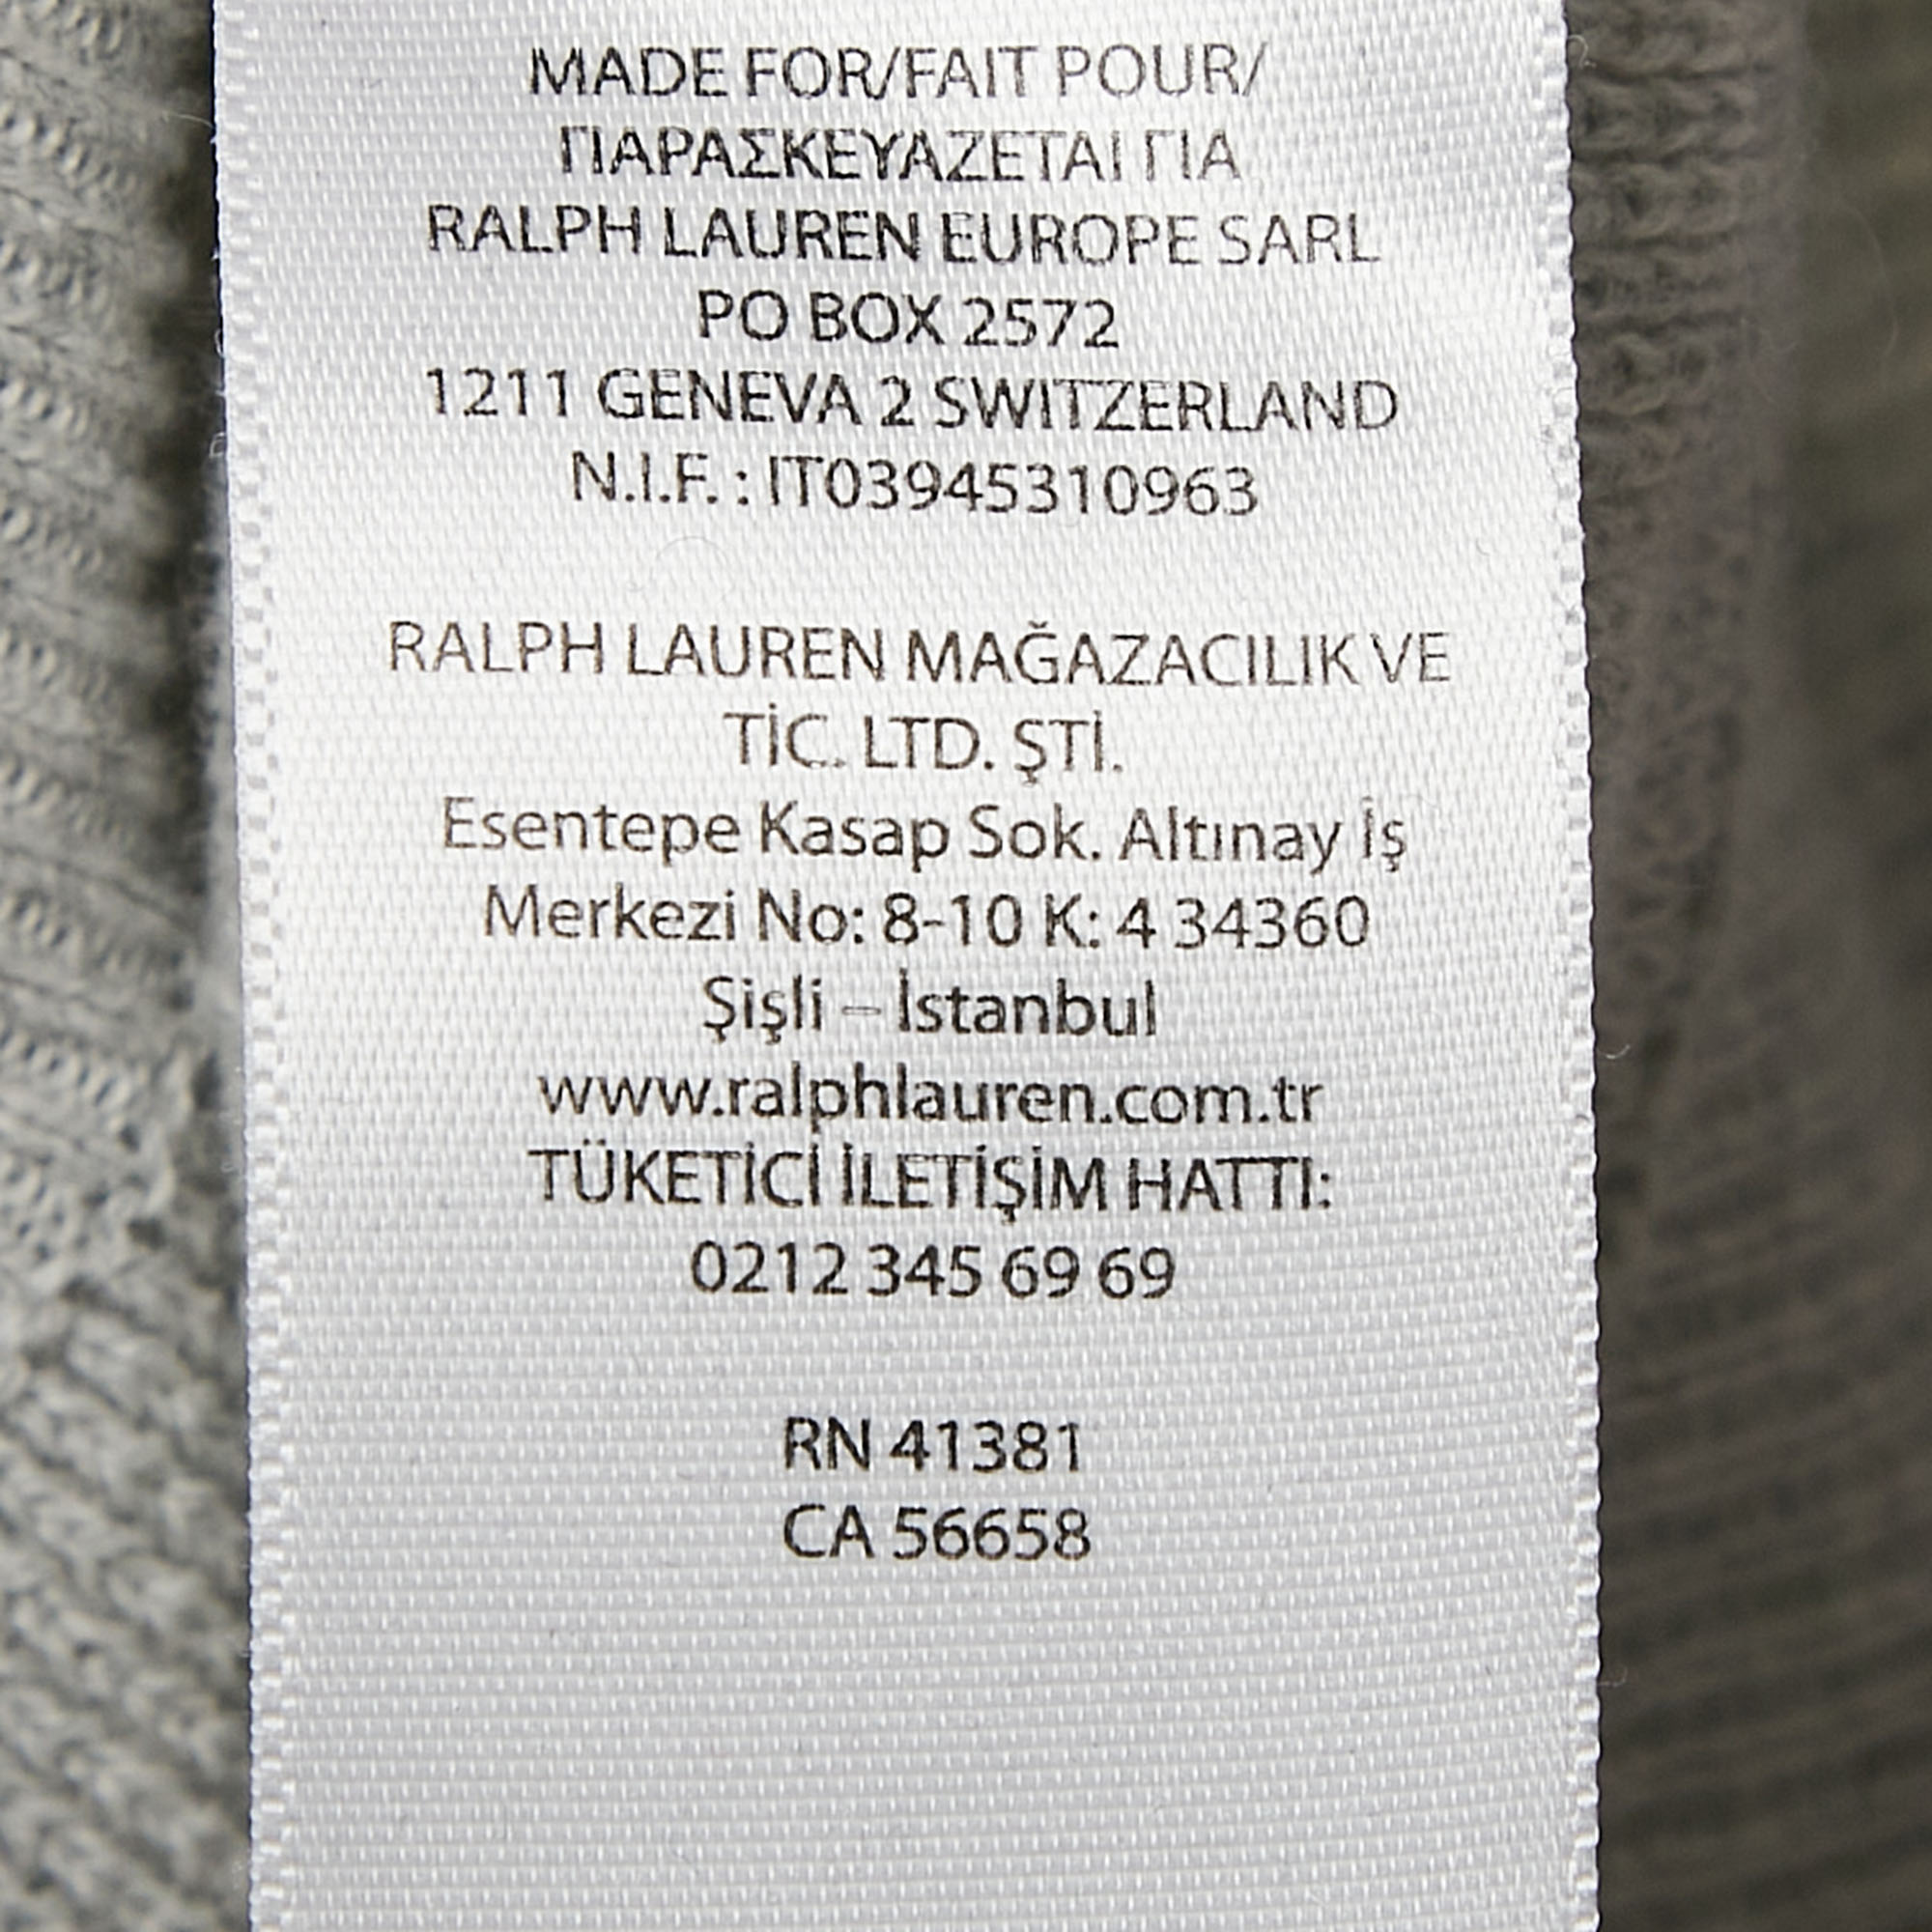 MADE FOR/FAIT POUR/
ΠΑΡΑΣΚΕΥΑΖΕΤΑΙ ΓΙΑ
RALPH LAUREN EUROPE SARL
PO BOX 2572
1211 GENEVA 2 SWITZERLAND
N.I.F. : IT03945310963
RALPH LAUREN MAĞAZACILIK VE
TİC. LTD. ŞTİ.
Esentepe Kasap Sok. Altınay İş
Merkezi No: 8-10 K: 4 34360
Şişli – İstanbul
www.ralphlauren.com.tr
TÜKETİCİ İLETİŞİM HATTI:
0212 345 69 69
RN 41381
CA 56658